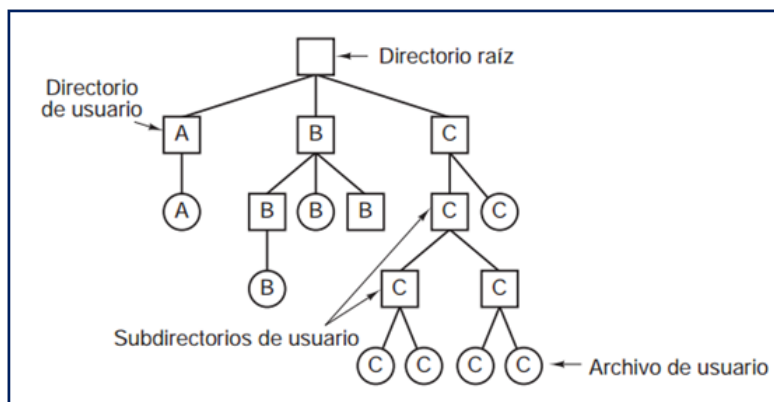 Directorio raíz
Directorio
de usuario
A B C
A B B B C C
B C C
Subdirectorios de usuario
C C C C
Archivo de usuario